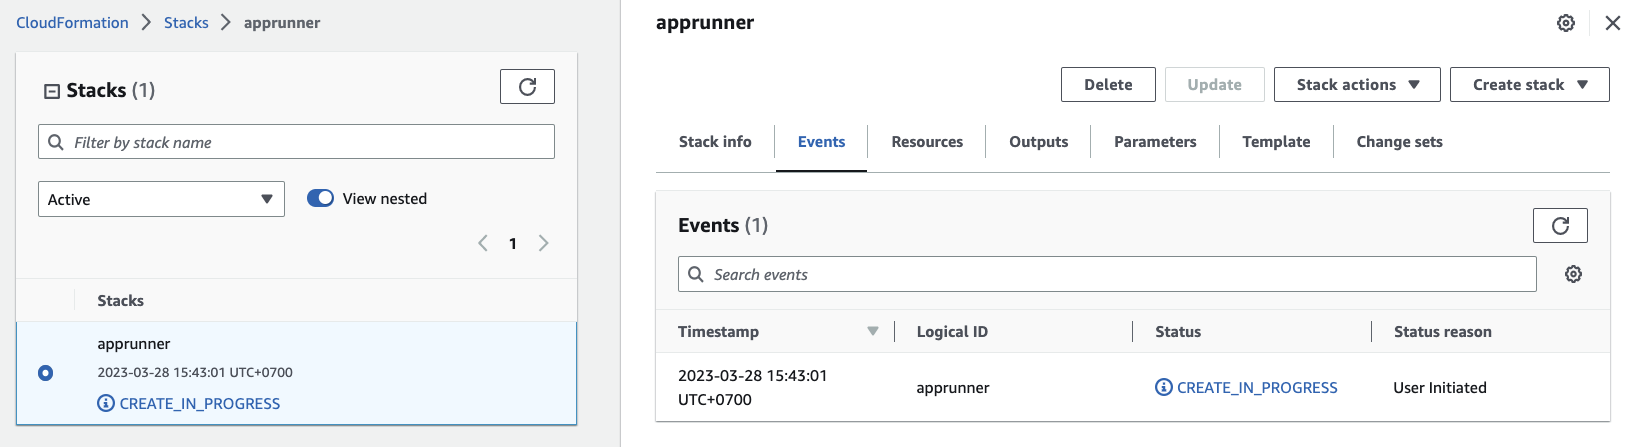 CloudFormation > Stacks > apprunner
Stacks (1)
Filter by stack name
Active
View nested
1
Stacks
apprunner
2023-03-28 15:43:01 UTC+0700
CREATE_IN_PROGRESS
apprunner
Delete Update Stack actions Create stack
Stack info Events Resources Outputs Parameters Template Change sets
Events (1)
Search events
Timestamp Logical ID Status Status reason
2023-03-28 15:43:01
UTC+0700
apprunner CREATE_IN_PROGRESS User Initiated